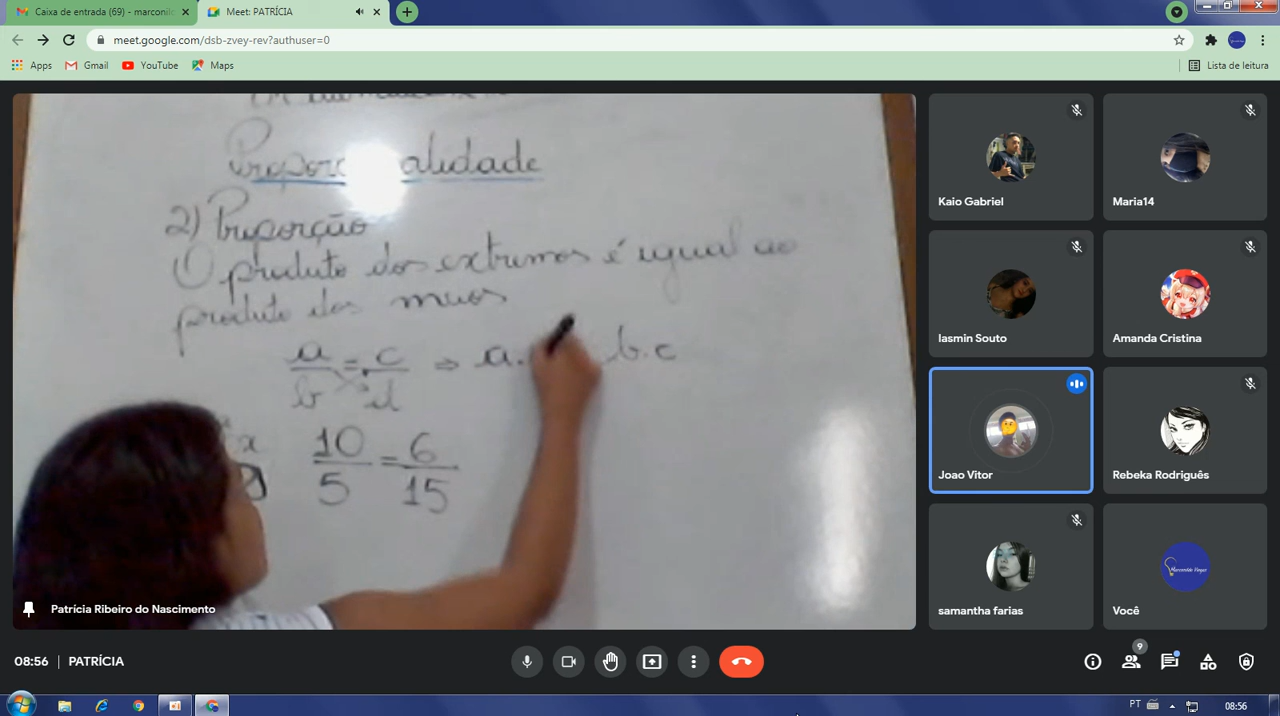 Caixa de entrada (69) - marconil
Meet: PATRÍCIA
meet.google.com/dsb-zvey-rev?authuser=0
Apps Gmail YouTube Maps Lista de leitura
alidade
2) Proporção
O produto dos extremos é igual ao
produto dos meios
a/b = c/d ⇒ a. b.c
10/5 = 6/15
Patrícia Ribeiro do Nascimento
Kaio Gabriel
Maria14
Iasmin Souto
Amanda Cristina
Joao Vitor
Rebeka Rodriguês
samantha farias
Você
08:56 | PATRÍCIA
9
PT 08:56